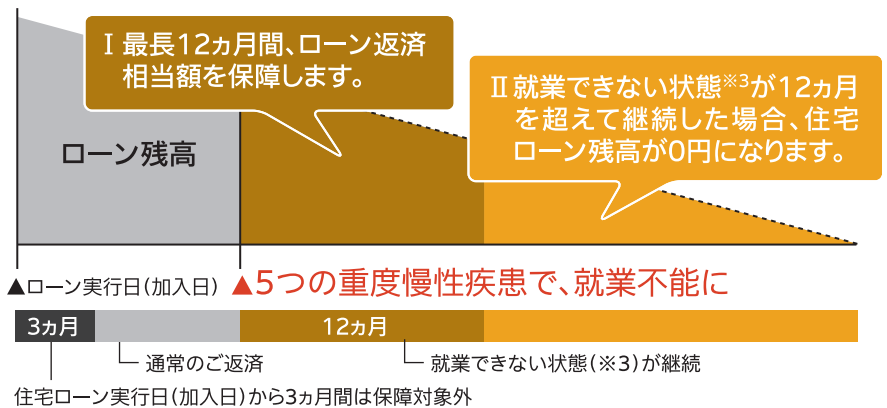 Ⅰ 最長12ヵ月間、ローン返済
相当額を保障します。
Ⅱ 就業できない状態※3が12ヵ月
を超えて継続した場合、住宅
ローン残高が0円になります。
ローン残高
▲ローン実行日(加入日)
▲5つの重度慢性疾患で、就業不能に
3ヵ月
12ヵ月
通常のご返済
就業できない状態(※3)が継続
住宅ローン実行日(加入日)から3ヵ月間は保障対象外